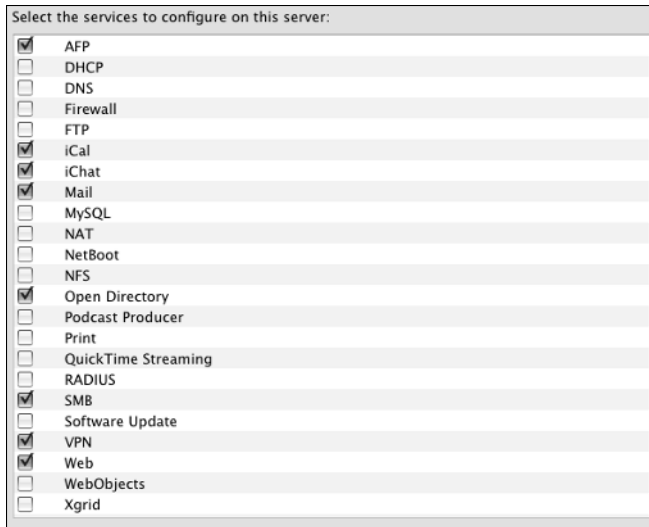 Select the services to configure on this server:
AFP
DHCP
DNS
Firewall
FTP
iCal
iChat
Mail
MySQL
NAT
NetBoot
NFS
Open Directory
Podcast Producer
Print
QuickTime Streaming
RADIUS
SMB
Software Update
VPN
Web
WebObjects
Xgrid